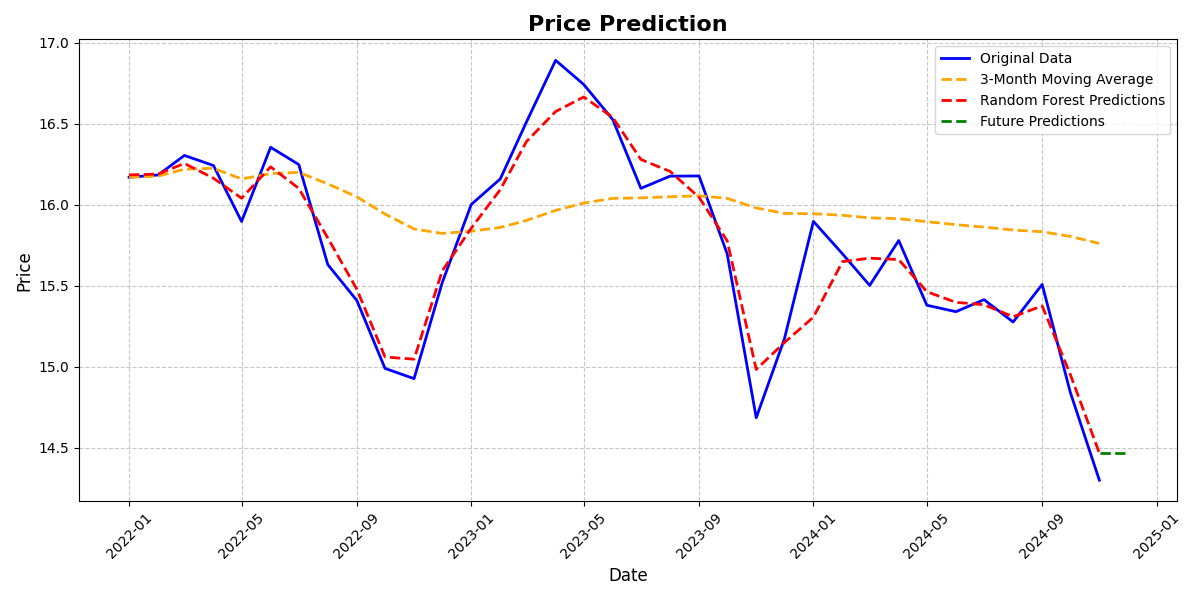 Price Prediction
Original Data
3-Month Moving Average
Random Forest Predictions
Future Predictions
Price
17.0
16.5
16.0
15.5
15.0
14.5
2022-01
2022-05
2022-09
2023-01
2023-05
2023-09
2024-01
2024-05
2024-09
2025-01
Date